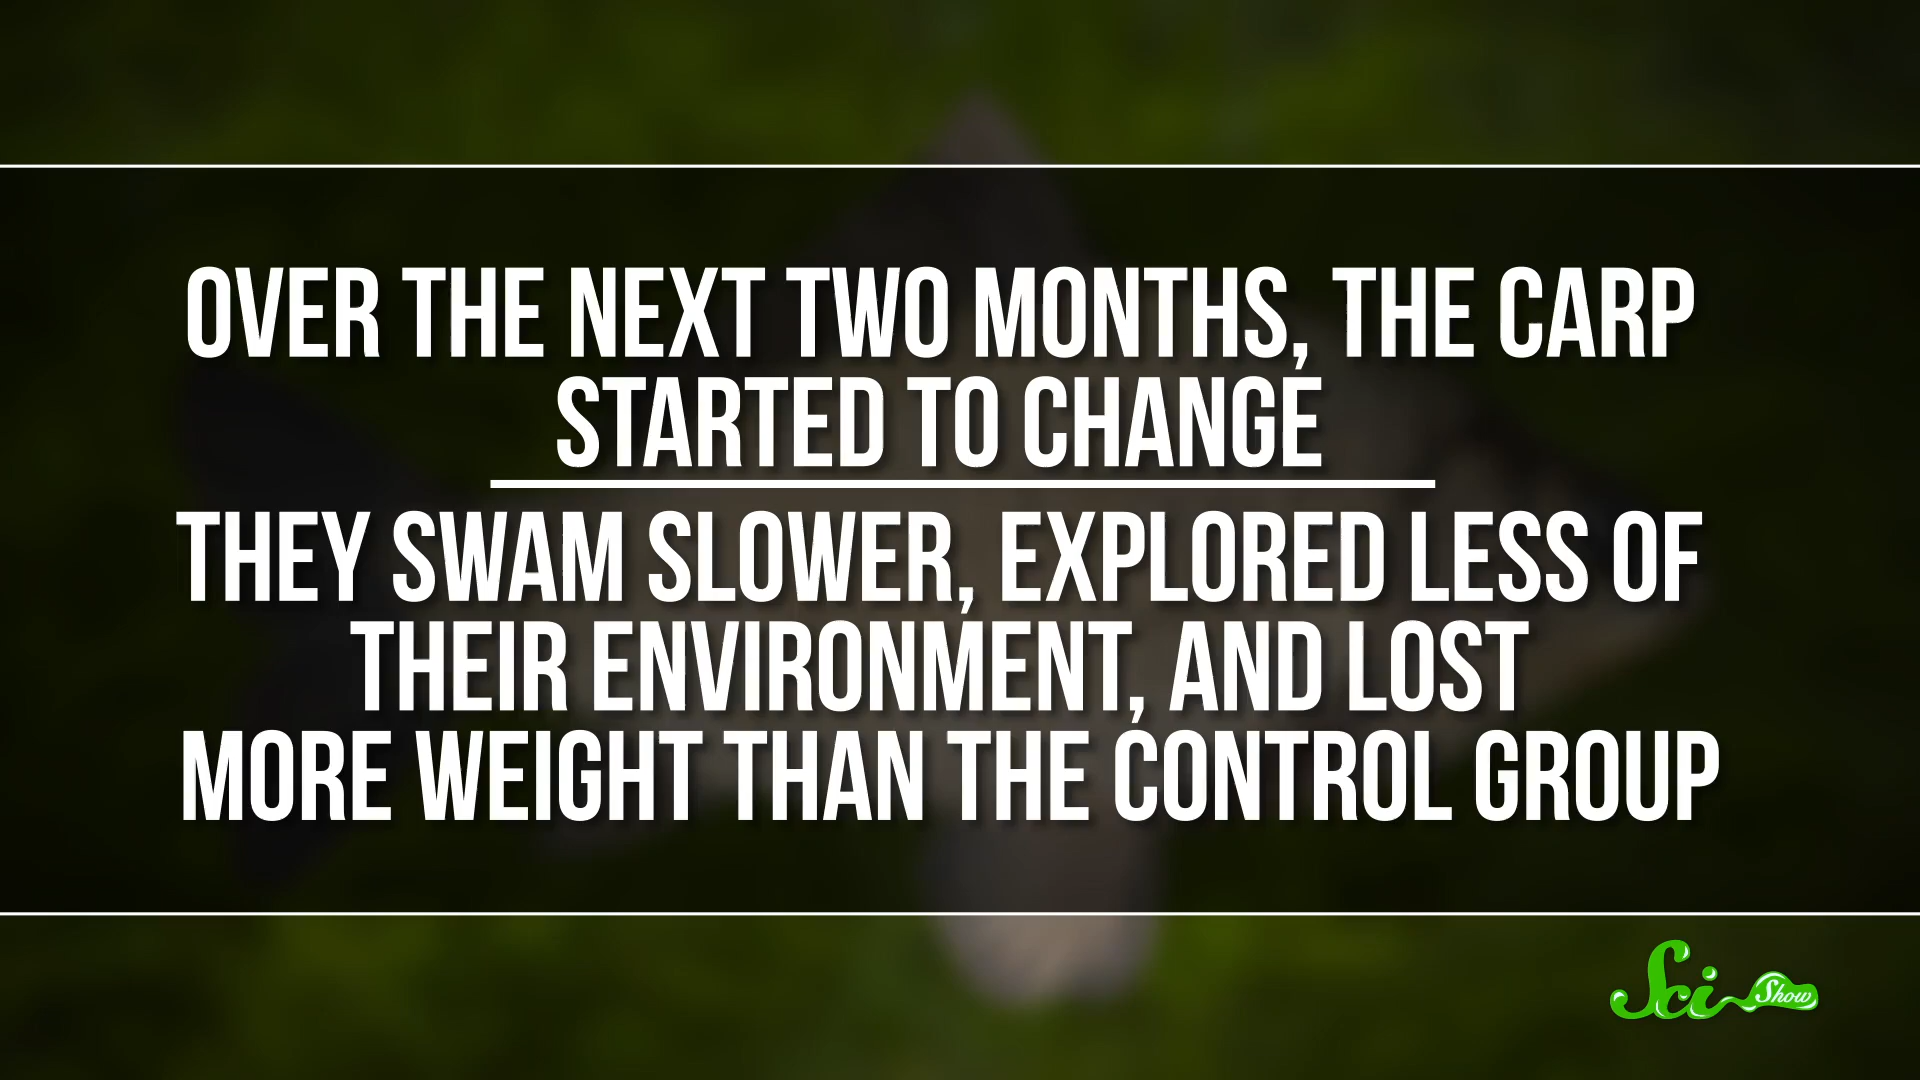 OVER THE NEXT TWO MONTHS, THE CARP
STARTED TO CHANGE
THEY SWAM SLOWER, EXPLORED LESS OF
THEIR ENVIRONMENT, AND LOST
MORE WEIGHT THAN THE CONTROL GROUP
Sci Show